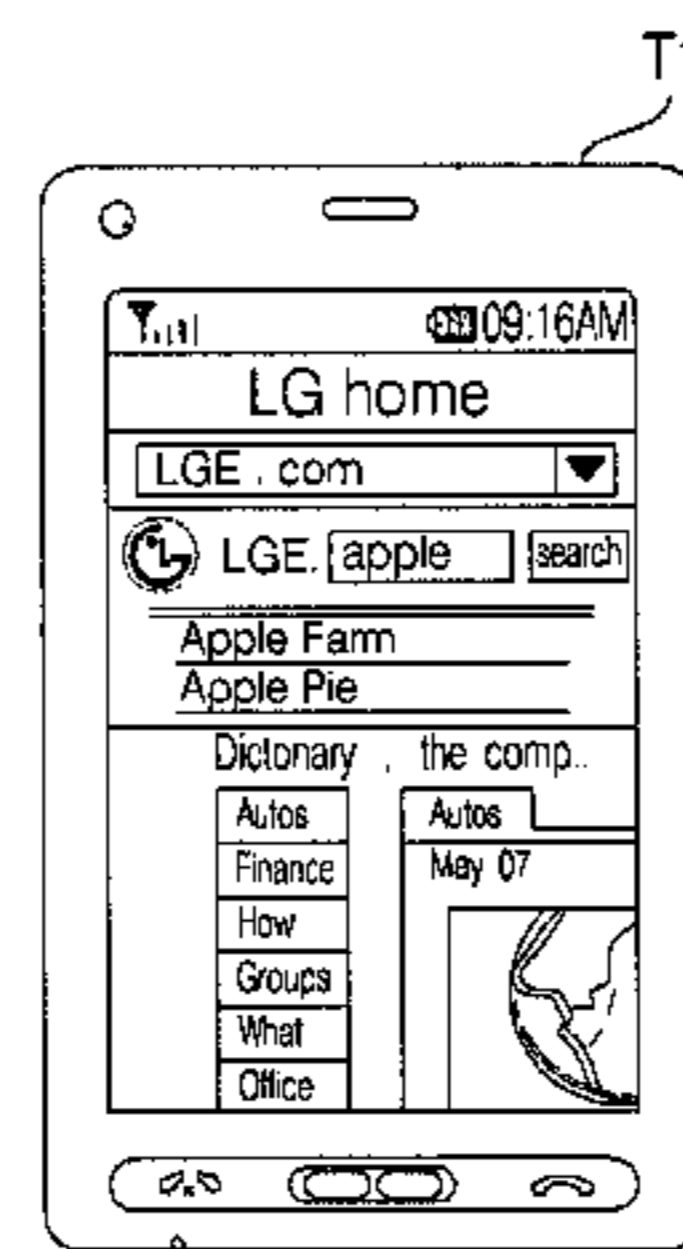 T1
09:16AM
LG home
LGE . com
LGE. apple search
Apple Farm
Apple Pie
Dictonary , the comp..
Autos Autos
Finance May 07
How
Groups
What
Office